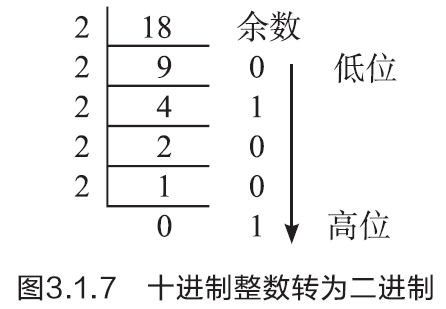 2 18 余数
2 9 0 低位
2 4 1
2 2 0
2 1 0
0 1 高位
图3.1.7 十进制整数转为二进制